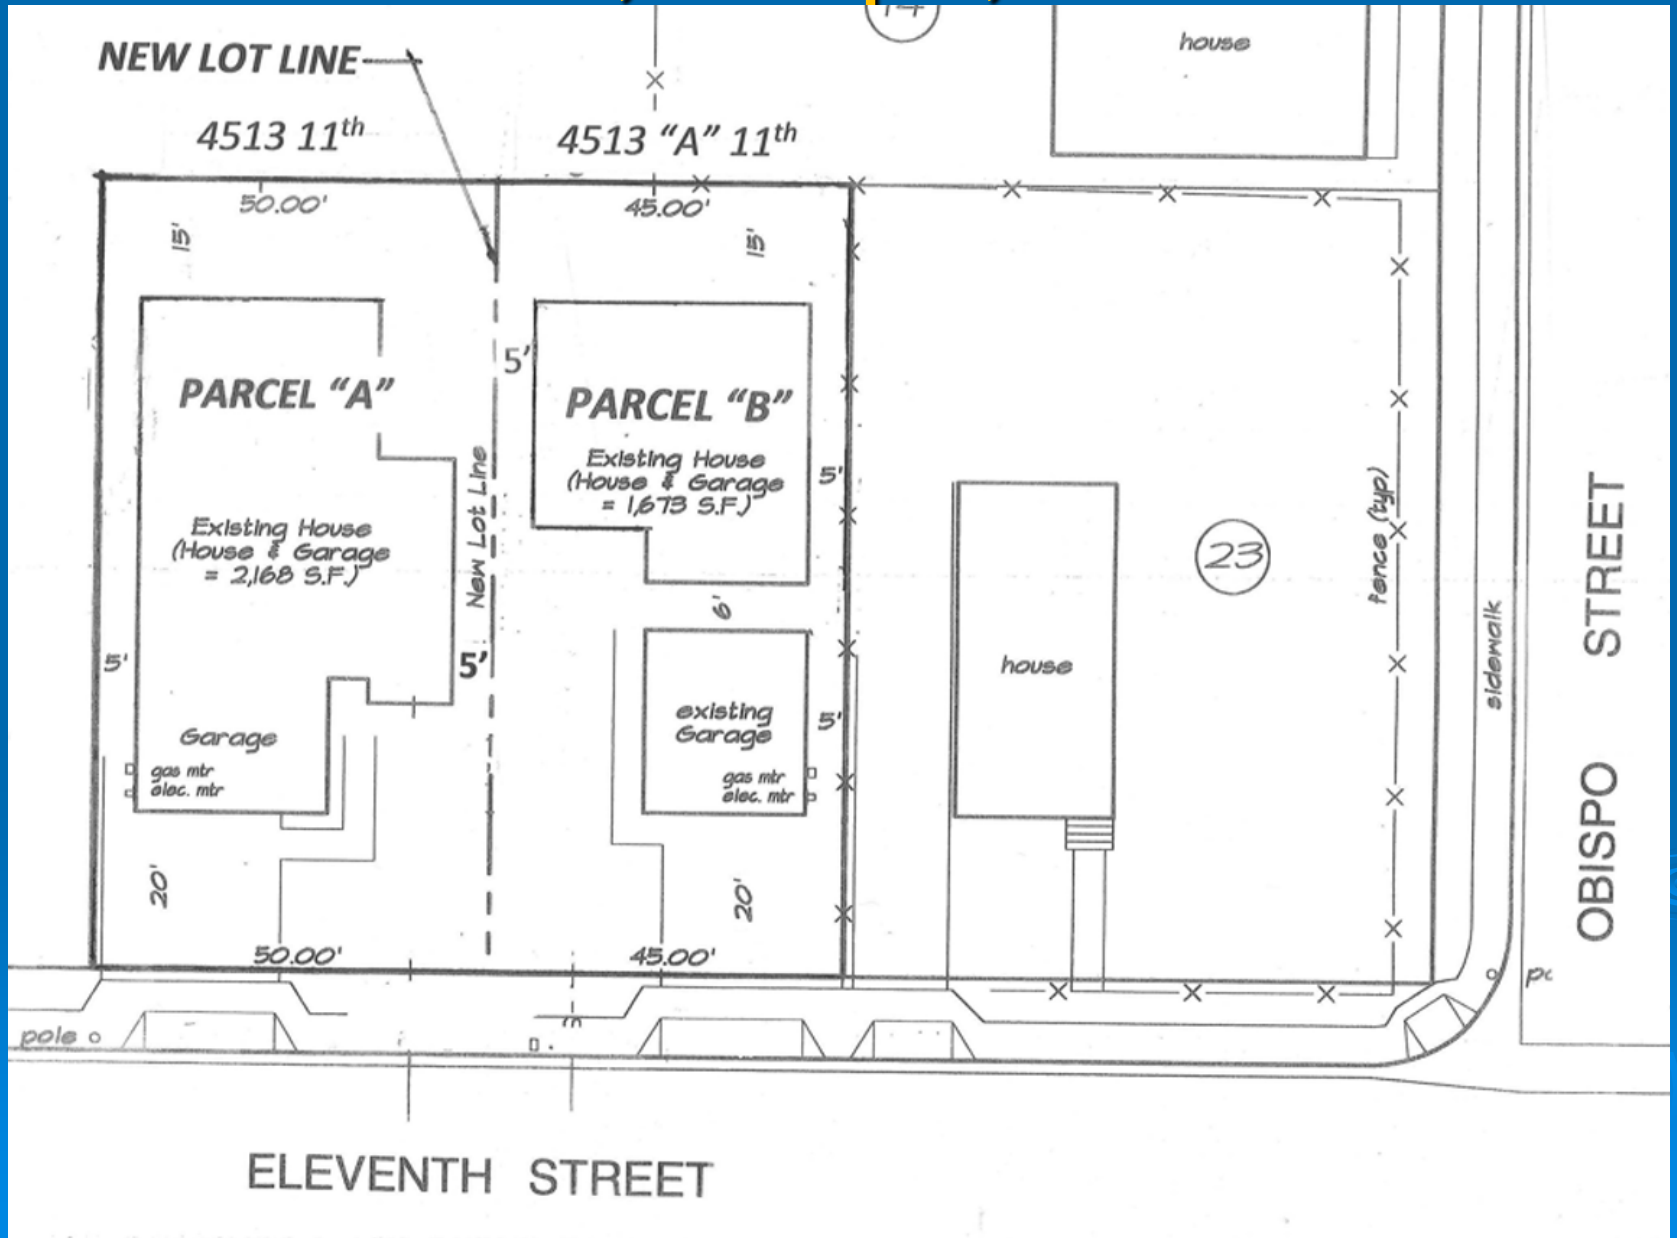 14
house
NEW LOT LINE
4513 11th
4513 “A” 11th
50.00'
45.00'
15'
15'
5'
PARCEL “A”
PARCEL “B”
Existing House
(House & Garage
= 1,673 S.F.)
5'
New Lot Line
Existing House
(House & Garage
= 2,168 S.F.)
23
fence (typ)
6'
5'
5'
house
sidewalk
OBISPO STREET
existing
Garage
5'
Garage
gas mtr
elec. mtr
gas mtr
elec. mtr
20'
20'
50.00'
45.00'
pole
ELEVENTH STREET